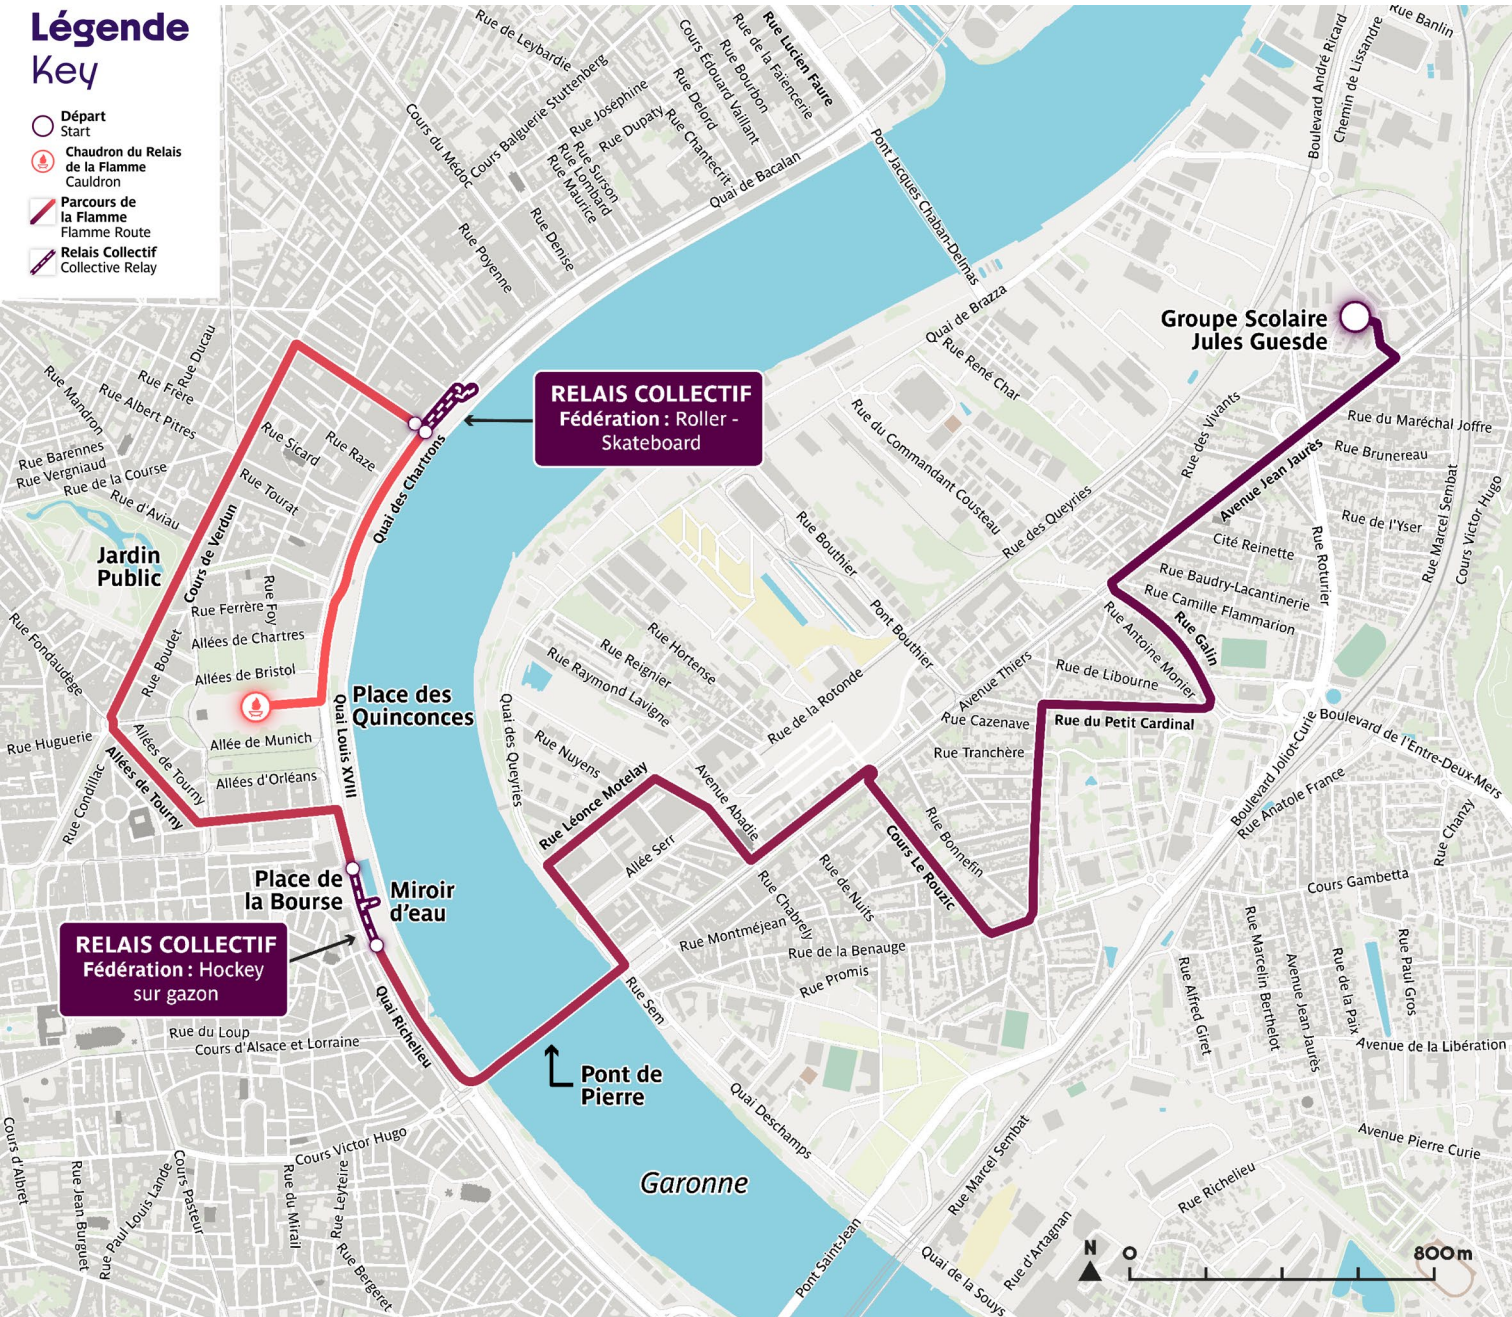 Légende
Key
Départ
Start
Chaudron du Relais
de la Flamme
Cauldron
Parcours de
la Flamme
Flamme Route
Relais Collectif
Collective Relay
Rue de Leybardie
Cours du Médoc
Cours Balguerie Stuttenberg
Rue Joséphine
Rue Dupaty
Rue Surson
Rue Lombard
Rue Maurice
Rue Denise
Rue Poyenne
Cours Édouard Vaillant
Rue Delord
Rue Chantecrit
Rue Bourbon
Rue de la Faïencerie
Rue Lucien Faure
Quai de Bacalan
Pont Jacques Chaban-Delmas
Quai de Brazza
Boulevard André Ricard
Chemin de Lissandre
Rue Banlin
Groupe Scolaire
Jules Guesde
Rue du Maréchal Joffre
Rue Brunereau
Avenue Jean Jaurès
Rue des Vivants
Rue de l'Yser
Cité Reinette
Rue Baudry-Lacantinerie
Rue Camille Flammarion
Rue Roturier
Rue Marcel Sembat
Cours Victor Hugo
Rue René Char
Rue du Commandant Cousteau
Rue des Queyries
Rue Galin
Rue Antoine Monier
Rue de Libourne
Rue du Petit Cardinal
RELAIS COLLECTIF
Fédération : Roller -
Skateboard
Rue Ducau
Rue Frère
Rue Mandron
Rue Albert Pitres
Rue Barennes
Rue Vergniaud
Rue de la Course
Rue d'Aviau
Rue Sicard
Rue Raze
Rue Tourat
Quai des Chartrons
Jardin
Public
Cours de Verdun
Rue Ferrère
Rue Foy
Allées de Chartres
Rue Boudet
Allées de Bristol
Rue Fondaudège
Place des
Quinconces
Quai Louis XVIII
Allée de Munich
Allées d'Orléans
Allées de Tourny
Allées de Tourny
Rue Huguerie
Rue Condillac
Rue Bouthier
Pont Bouthier
Rue Hortense
Rue Reignier
Rue Raymond Lavigne
Rue Nuyens
Quai des Queyries
Rue de la Rotonde
Avenue Thiers
Rue Cazenave
Rue Tranchère
Rue Léonce Motelay
Avenue Abadie
Allée Serr
Rue Bonnefin
Cours Le Rouzic
Rue de Nuits
Rue Chabrely
Rue Montméjean
Rue de la Benauge
Rue Promis
Rue Sem
Boulevard Joliot-Curie
Boulevard de l'Entre-Deux-Mers
Rue Anatole France
Rue Chanzy
Cours Gambetta
Rue Marcelin Berthelot
Avenue Jean Jaurès
Rue de la Paix
Rue Paul Gros
Rue Alfred Giret
Avenue de la Libération
Avenue Pierre Curie
Rue Richelieu
Place de
la Bourse
Miroir
d'eau
RELAIS COLLECTIF
Fédération : Hockey
sur gazon
Quai Richelieu
Rue du Loup
Cours d'Alsace et Lorraine
Pont de
Pierre
Cours Victor Hugo
Cours d'Albret
Rue Jean Burguet
Rue Paul Louis Lande
Cours Pasteur
Rue du Mirail
Rue Leyteire
Rue Bergeret
Garonne
Quai Deschamps
Pont Saint-Jean
Rue Marcel Sembat
Quai de la Souys
Rue d'Artagnan
N
0
800m